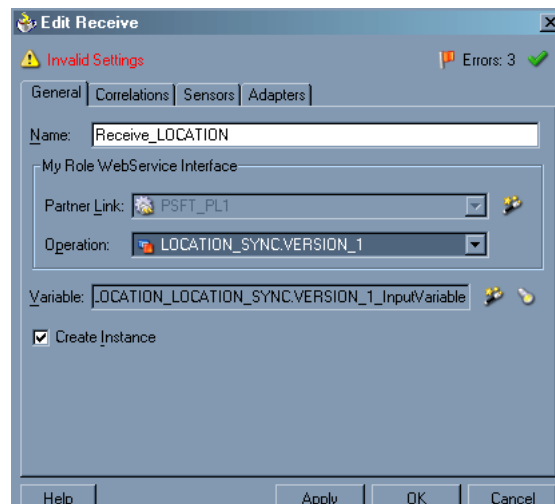 Edit Receive
Invalid Settings Errors: 3
General Correlations Sensors Adapters
Name: Receive_LOCATION
My Role WebService Interface
Partner Link: PSFT_PL1
Operation: LOCATION_SYNC.VERSION_1
Variable: .OCATION_LOCATION_SYNC.VERSION_1_InputVariable
Create Instance
Help Apply OK Cancel